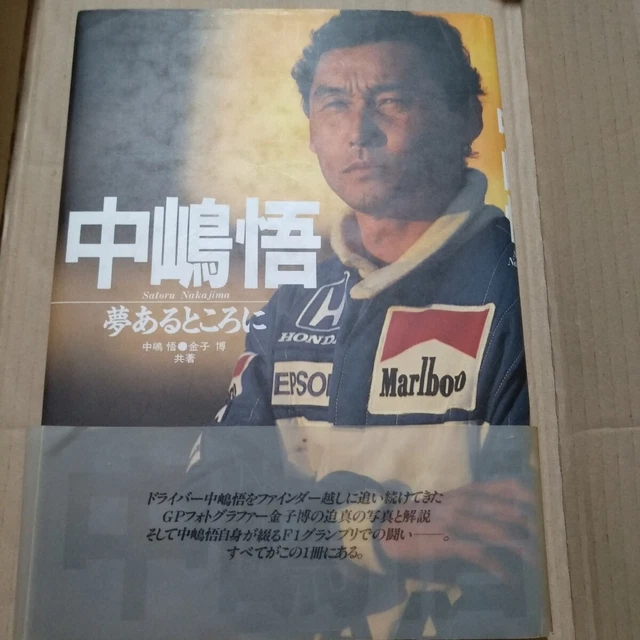 中嶋悟
Satoru Nakajima
夢あるところに
中嶋 悟●金子 博
共著
HONDA
EPSON
Marlboro
ドライバー中嶋悟をファインダー越しに追い続けてきた
GPフォトグラファー金子博の迫真の写真と解説
そして中嶋悟自身が綴るF1グランプリでの闘い――。
すべてがこの1冊にある。